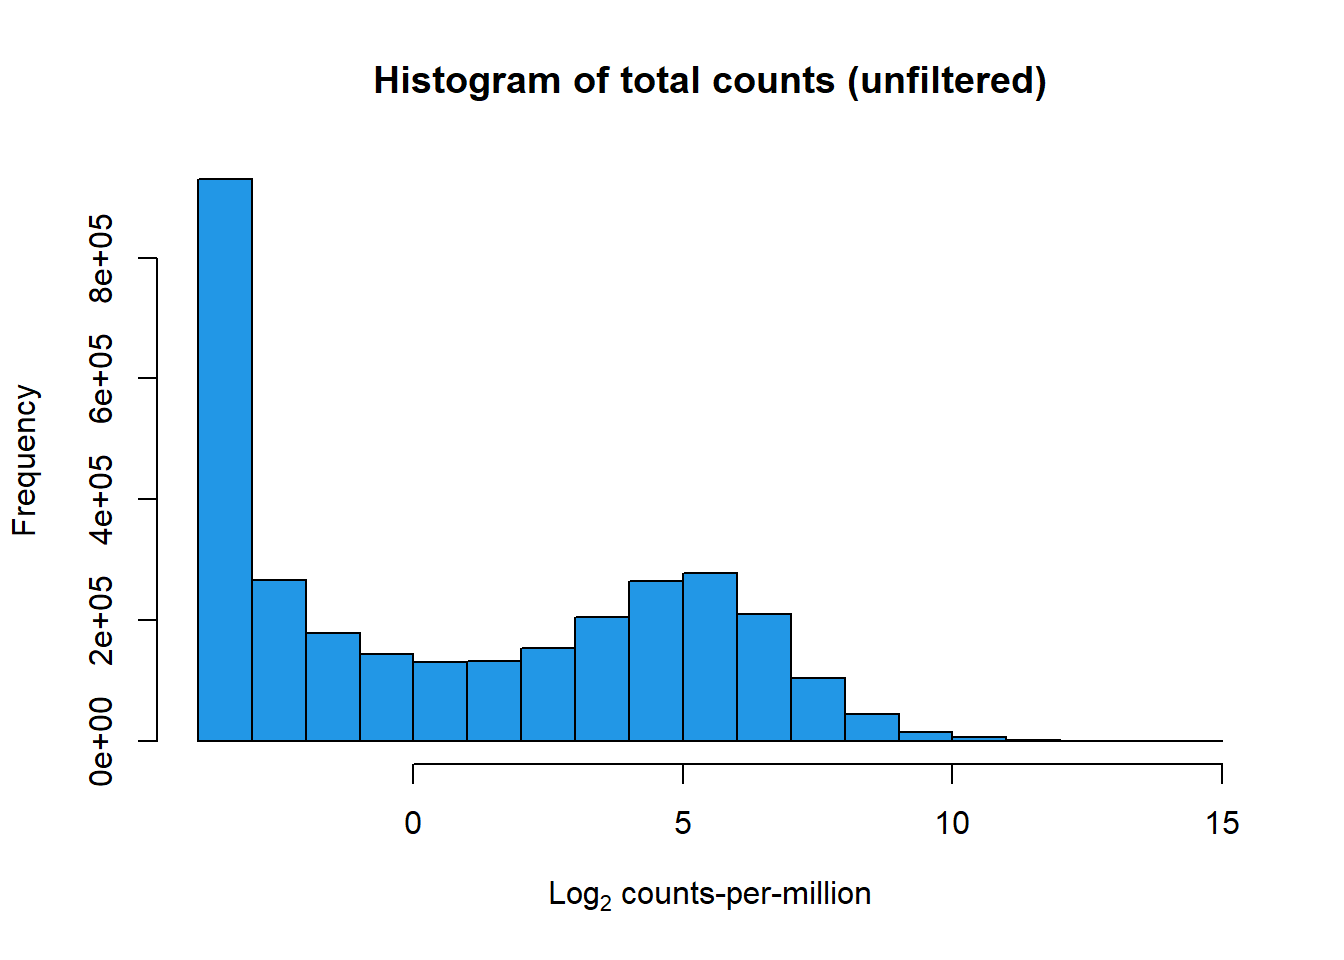 Histogram of total counts (unfiltered)
Frequency
8e+05
6e+05
4e+05
2e+05
0e+00
0 5 10 15
Log₂ counts-per-million